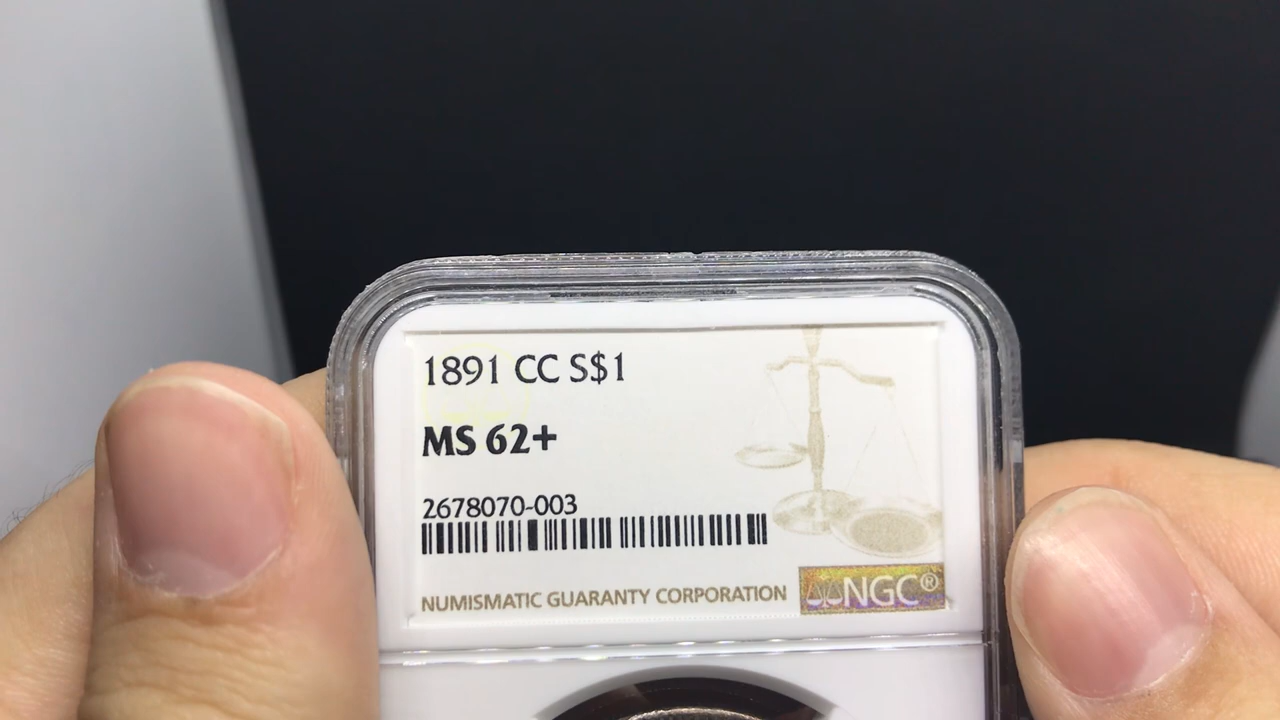 1891 CC S$1
MS 62+
2678070-003
NUMISMATIC GUARANTY CORPORATION
NGC®